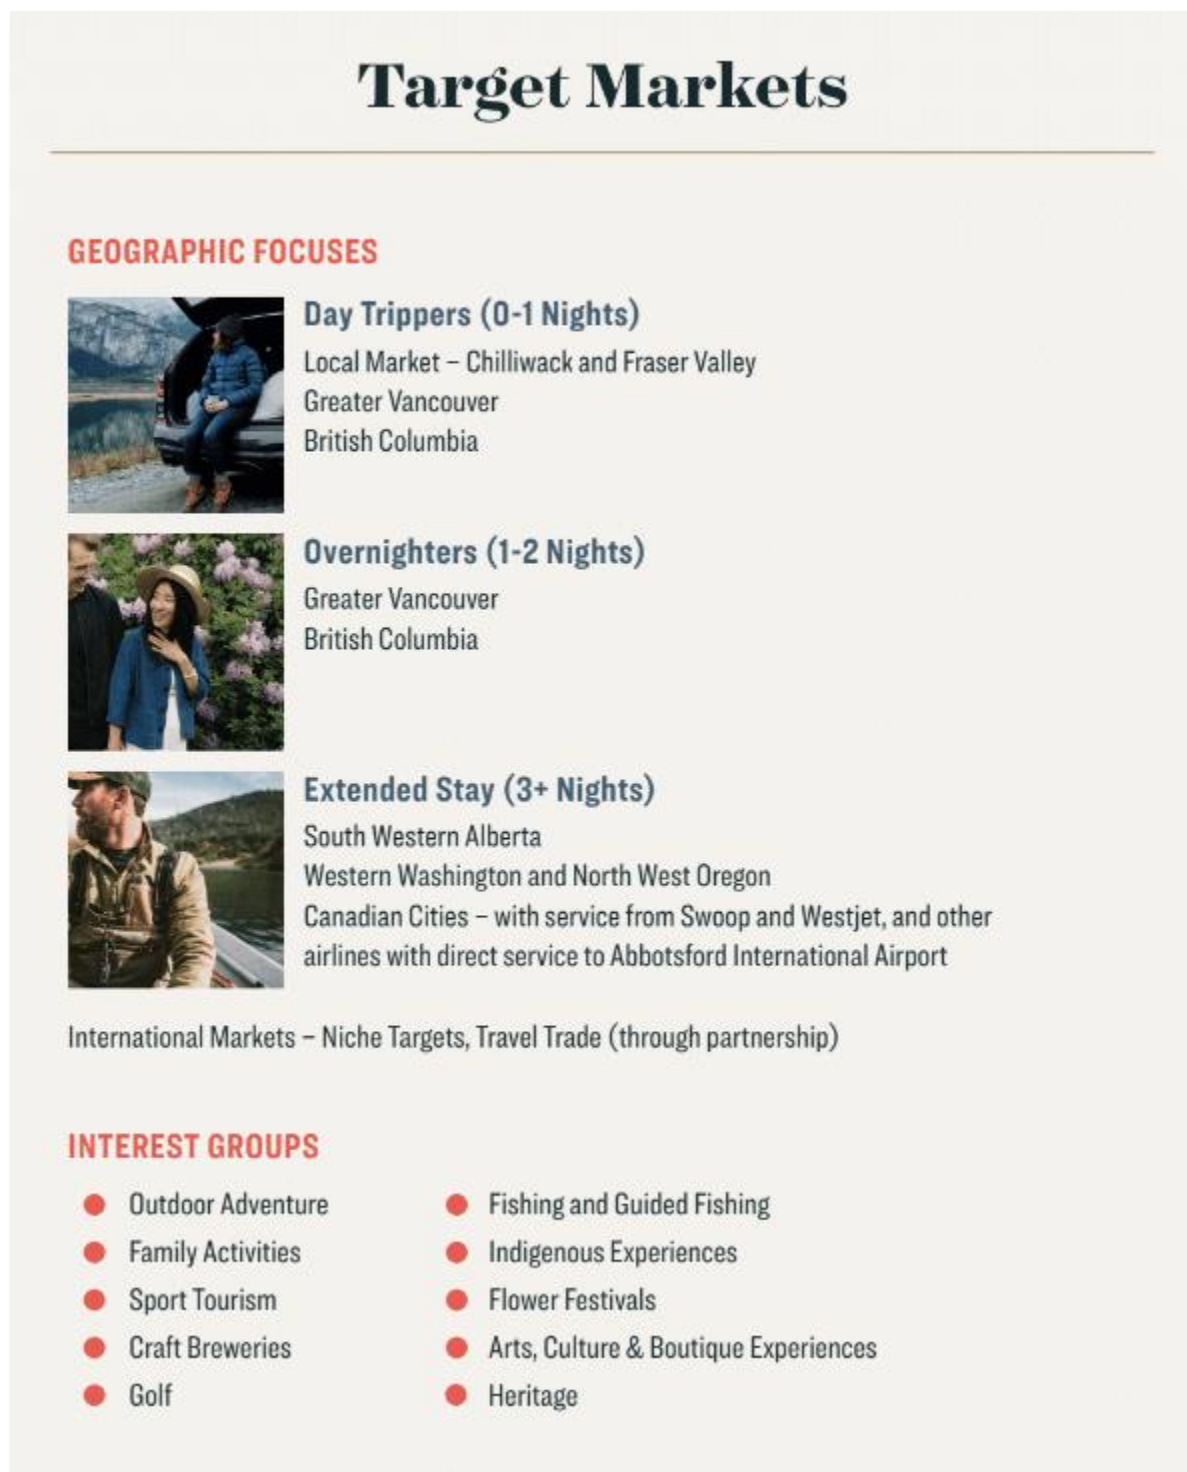 Target Markets
GEOGRAPHIC FOCUSES
Day Trippers (0-1 Nights)
Local Market – Chilliwack and Fraser Valley
Greater Vancouver
British Columbia
Overnighters (1-2 Nights)
Greater Vancouver
British Columbia
Extended Stay (3+ Nights)
South Western Alberta
Western Washington and North West Oregon
Canadian Cities – with service from Swoop and Westjet, and other
airlines with direct service to Abbotsford International Airport
International Markets – Niche Targets, Travel Trade (through partnership)
INTEREST GROUPS
Outdoor Adventure
Family Activities
Sport Tourism
Craft Breweries
Golf
Fishing and Guided Fishing
Indigenous Experiences
Flower Festivals
Arts, Culture & Boutique Experiences
Heritage